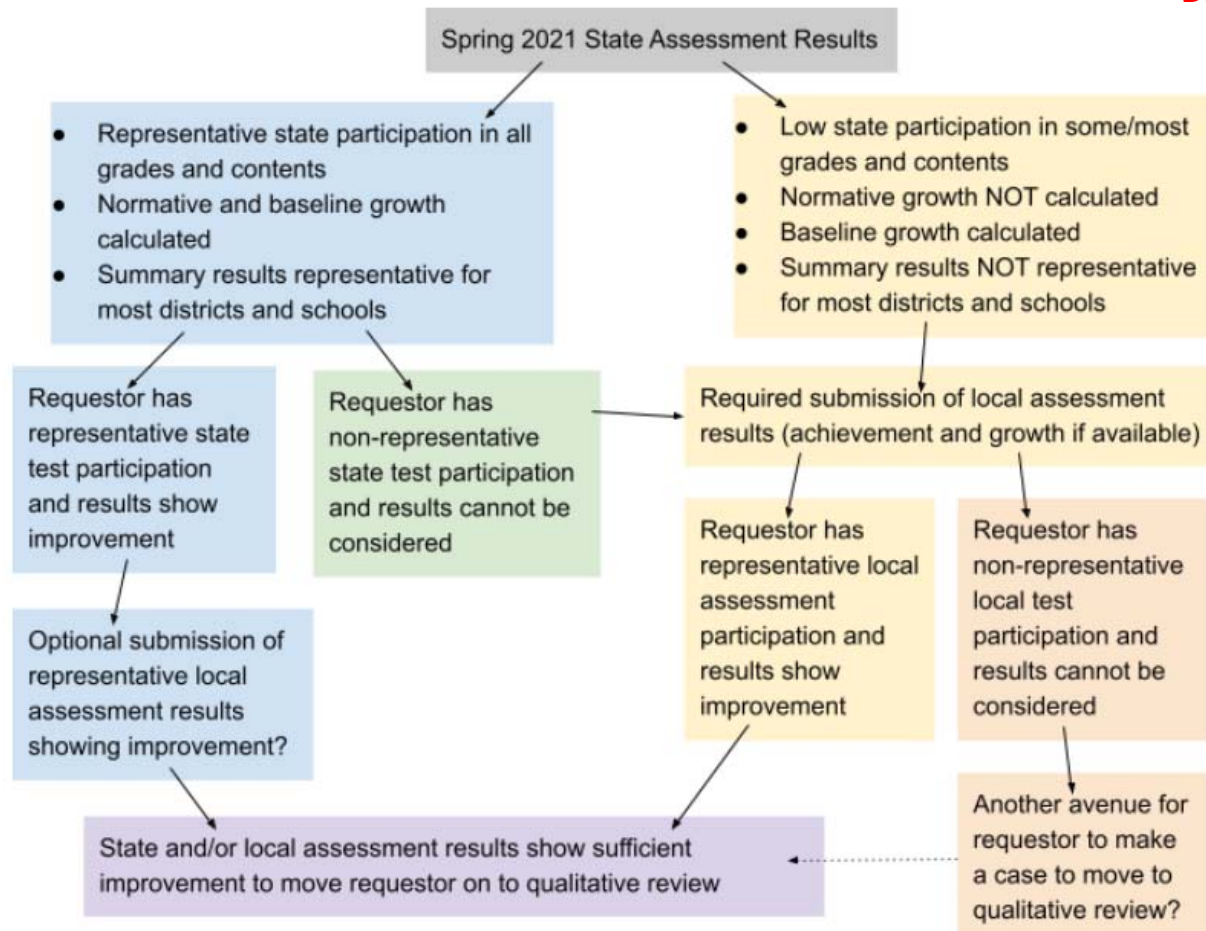 Spring 2021 State Assessment Results
● Representative state participation in all
grades and contents
● Normative and baseline growth
calculated
● Summary results representative for
most districts and schools
● Low state participation in some/most
grades and contents
● Normative growth NOT calculated
● Baseline growth calculated
● Summary results NOT representative
for most districts and schools
Requestor has
representative state
test participation
and results show
improvement
Requestor has
non-representative
state test participation
and results cannot be
considered
Required submission of local assessment
results (achievement and growth if available)
Requestor has
representative local
assessment
participation and
results show
improvement
Requestor has
non-representative
local test
participation and
results cannot be
considered
Optional submission of
representative local
assessment results
showing improvement?
Another avenue for
requestor to make
a case to move to
qualitative review?
State and/or local assessment results show sufficient
improvement to move requestor on to qualitative review